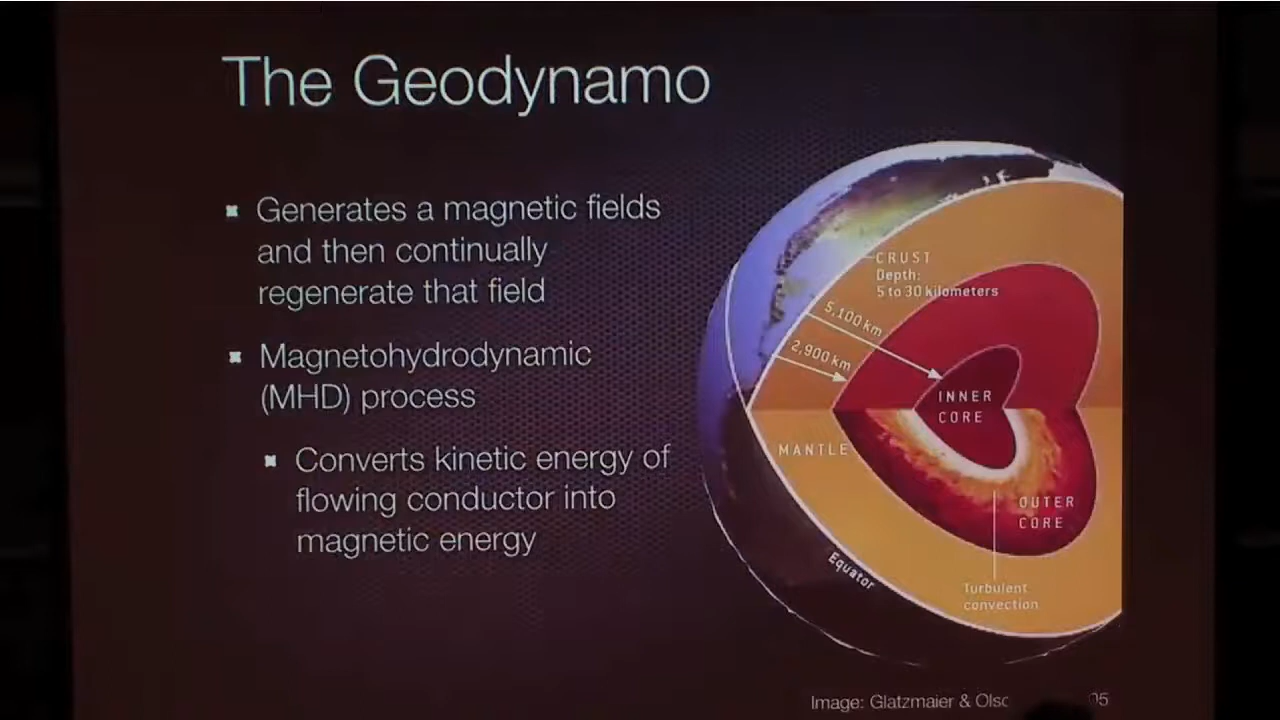 The Geodynamo
Generates a magnetic fields
and then continually
regenerate that field
Magnetohydrodynamic
(MHD) process
Converts kinetic energy of
flowing conductor into
magnetic energy
CRUST
Depth:
5 to 30 kilometers
5,100 km
2,900 km
INNER
CORE
MANTLE
OUTER
CORE
Equator
Turbulent
convection
Image: Glatzmaier &